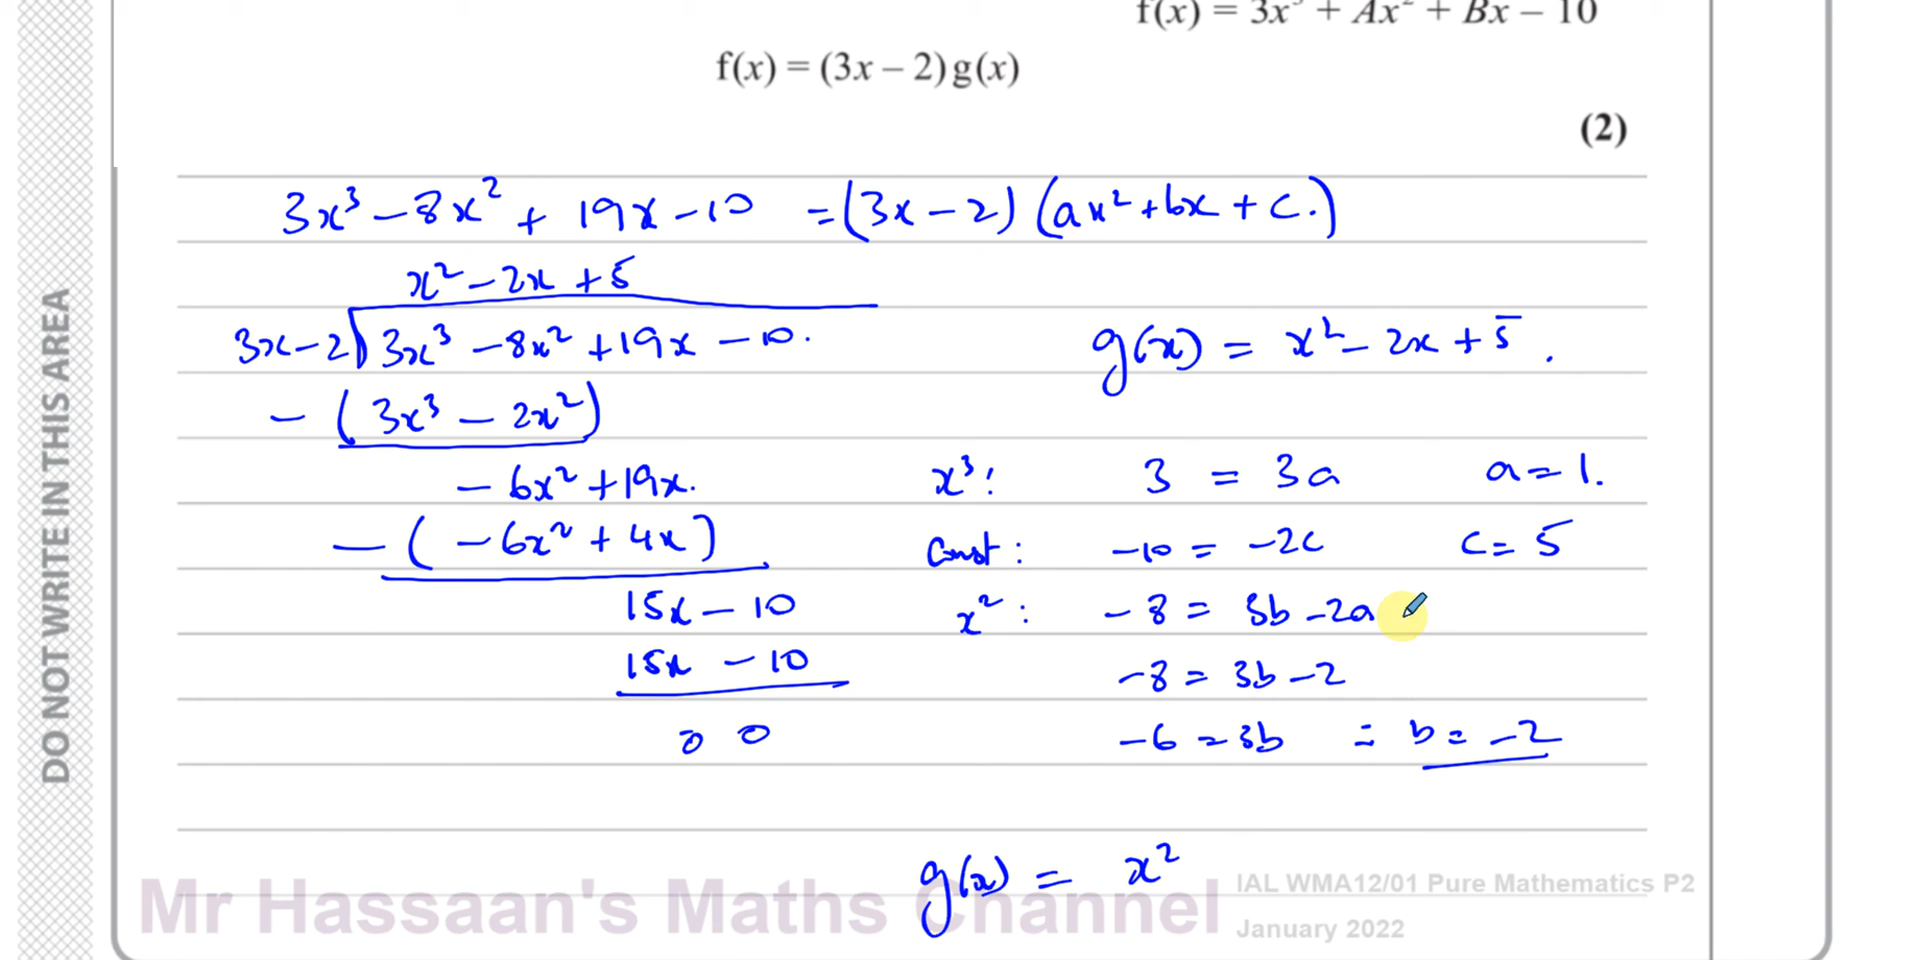 f(x) = 3x³ + Ax² + Bx − 10
f(x) = (3x − 2)g(x)
(2)
3x³ − 8x² + 19x − 10 = (3x − 2)(ax² + bx + c.)
x² − 2x + 5
3x − 2 3x³ − 8x² + 19x − 10.
− (3x³ − 2x²)
− 6x² + 19x.
− (− 6x² + 4x)
15x − 10
15x − 10
0 0
g(x) = x² − 2x + 5.
x³: 3 = 3a a = 1.
Const: −10 = −2c c = 5
x²: −8 = 3b − 2a
−8 = 3b − 2
−6 = 3b = b = −2
g(x) = x²
DO NOT WRITE IN THIS AREA
Mr Hassaan's Maths Channel
IAL WMA12/01 Pure Mathematics P2
January 2022